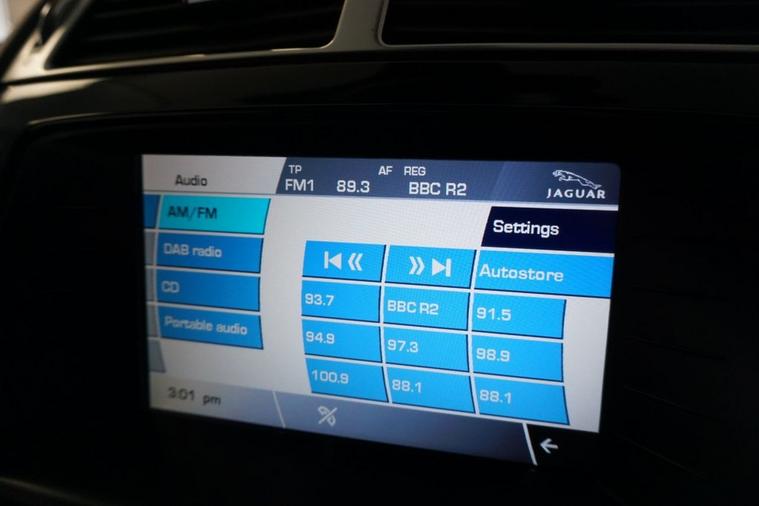 Audio
TP AF REG
FM1 89.3 BBC R2
JAGUAR
AM/FM
DAB radio
CD
Portable audio
Settings
Autostore
93.7 BBC R2 91.5
94.9 97.3 98.9
100.9 88.1 88.1
3:01 pm